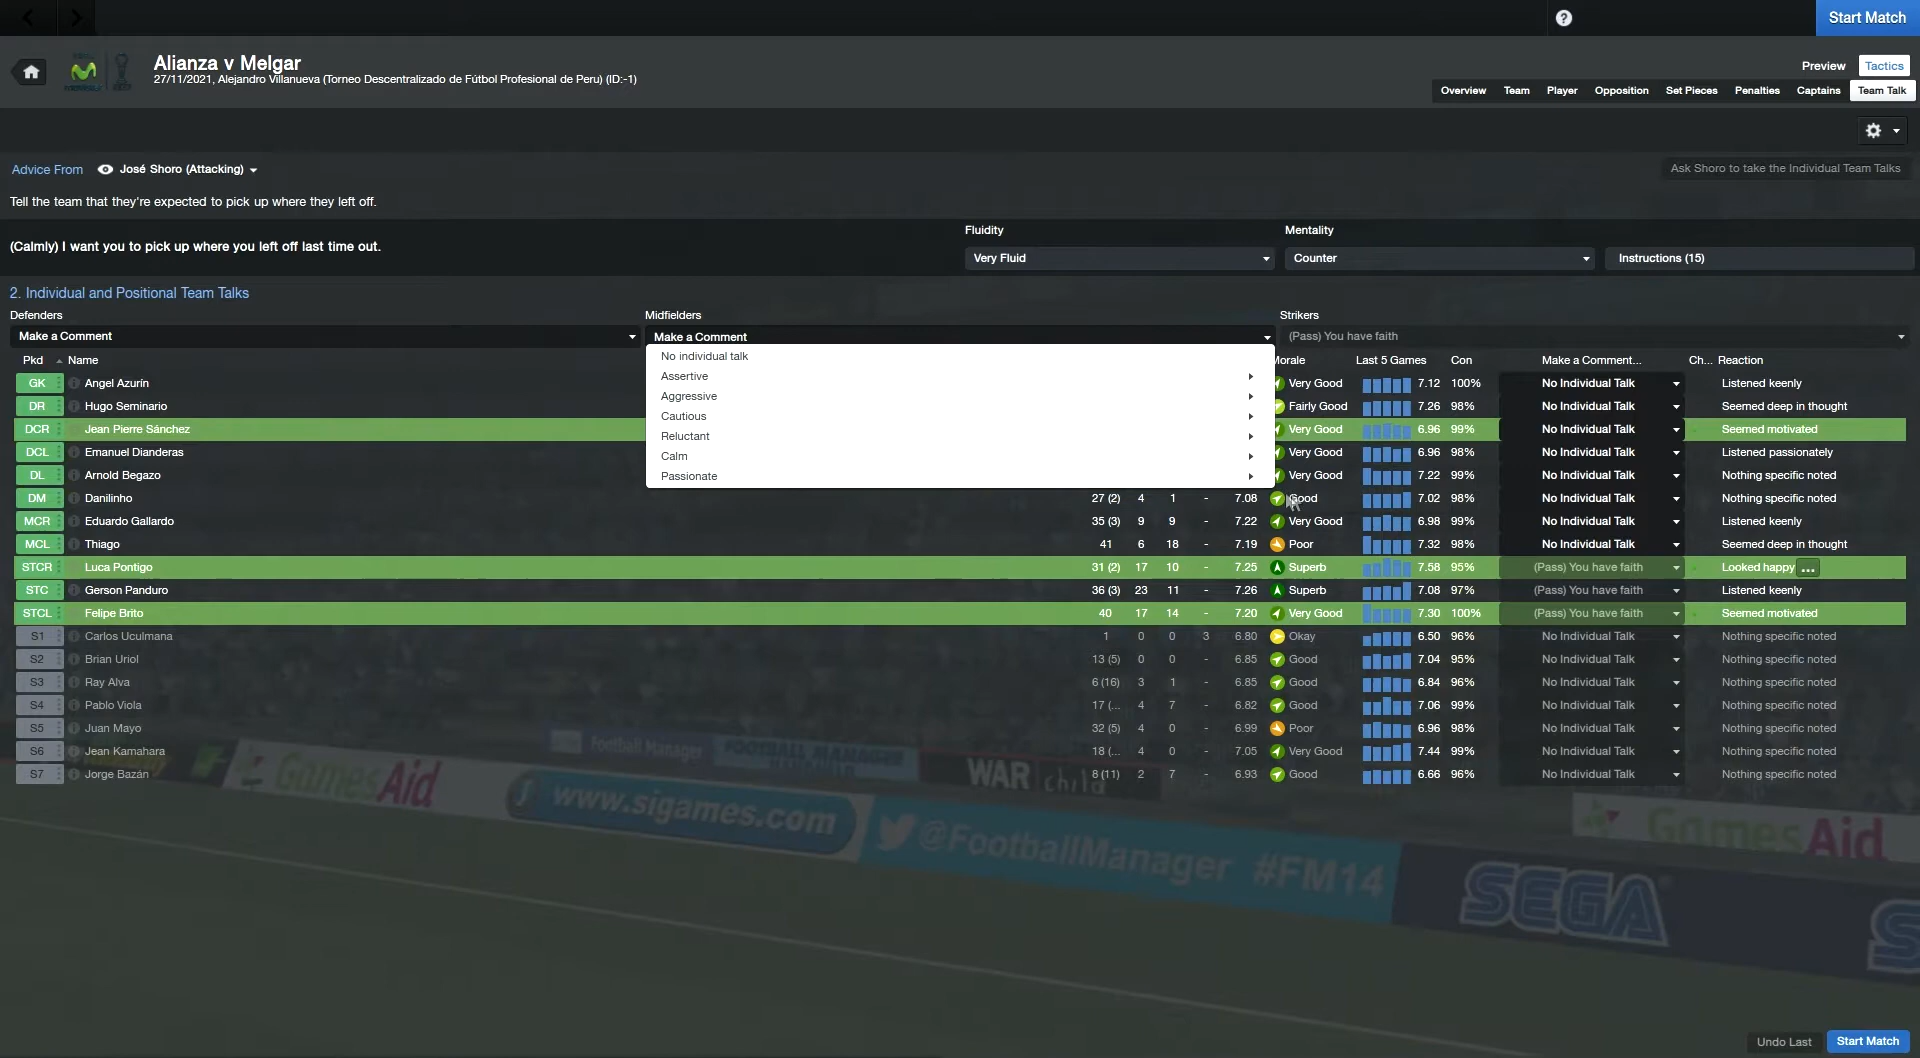 Start Match
Alianza v Melgar
27/11/2021, Alejandro Villanueva (Torneo Descentralizado de Fútbol Profesional de Peru) (ID:-1)
Preview Tactics
Overview Team Player Opposition Set Pieces Penalties Captains Team Talk
Advice From José Shoro (Attacking) Ask Shoro to take the Individual Team Talks
Tell the team that they're expected to pick up where they left off.
Fluidity Mentality
(Calmly) I want you to pick up where you left off last time out.
Very Fluid Counter Instructions (15)
2. Individual and Positional Team Talks
Defenders Midfielders Strikers
Make a Comment Make a Comment (Pass) You have faith
No individual talk
Assertive
Aggressive
Cautious
Reluctant
Calm
Passionate
Pkd Name Morale Last 5 Games Con Make a Comment... Ch... Reaction
GK Angel Azurín Very Good 7.12 100% No Individual Talk Listened keenly
DR Hugo Seminario Fairly Good 7.26 98% No Individual Talk Seemed deep in thought
DCR Jean Pierre Sánchez Very Good 6.96 99% No Individual Talk Seemed motivated
DCL Emanuel Dianderas Very Good 6.96 98% No Individual Talk Listened passionately
DL Arnold Begazo Very Good 7.22 99% No Individual Talk Nothing specific noted
DM Danilinho 27 (2) 4 1 - 7.08 Good 7.02 98% No Individual Talk Nothing specific noted
MCR Eduardo Gallardo 35 (3) 9 9 - 7.22 Very Good 6.98 99% No Individual Talk Listened keenly
MCL Thiago 41 6 18 - 7.19 Poor 7.32 98% No Individual Talk Seemed deep in thought
STCR Luca Pontigo 31 (2) 17 10 - 7.25 Superb 7.58 95% (Pass) You have faith Looked happy ...
STC Gerson Panduro 36 (3) 23 11 - 7.26 Superb 7.08 97% (Pass) You have faith Listened keenly
STCL Felipe Brito 40 17 14 - 7.20 Very Good 7.30 100% (Pass) You have faith Seemed motivated
S1 Carlos Uculmana 1 0 0 3 6.80 Okay 6.50 96% No Individual Talk Nothing specific noted
S2 Brian Uriol 13 (5) 0 0 - 6.85 Good 7.04 95% No Individual Talk Nothing specific noted
S3 Ray Alva 6 (16) 3 1 - 6.85 Good 6.84 96% No Individual Talk Nothing specific noted
S4 Pablo Viola 17 (... 4 7 - 6.82 Good 7.06 99% No Individual Talk Nothing specific noted
S5 Juan Mayo 32 (5) 4 0 - 6.99 Poor 6.96 98% No Individual Talk Nothing specific noted
S6 Jean Kamahara 18 (... 4 0 - 7.05 Very Good 7.44 99% No Individual Talk Nothing specific noted
S7 Jorge Bazán 8 (11) 2 7 - 6.93 Good 6.66 96% No Individual Talk Nothing specific noted
Football Manager
GamesAid
WAR child
www.sigames.com
@FootballManager #FM14
GamesAid
SEGA
Undo Last Start Match